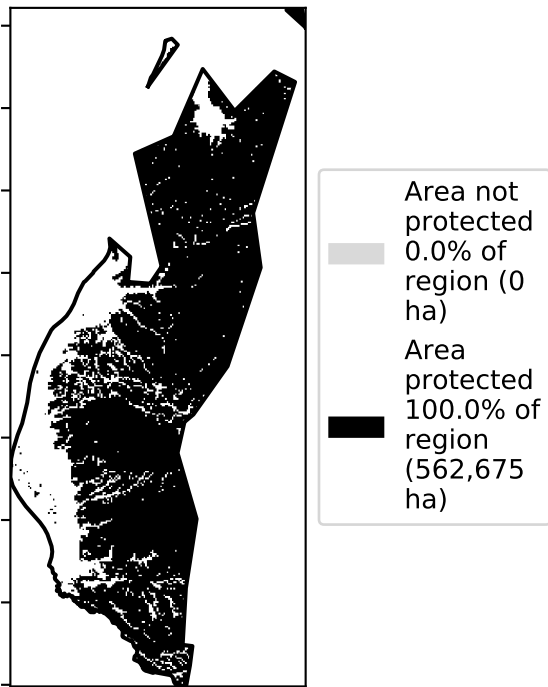 Area not
protected
0.0% of
region (0
ha)
Area
protected
100.0% of
region
(562,675
ha)